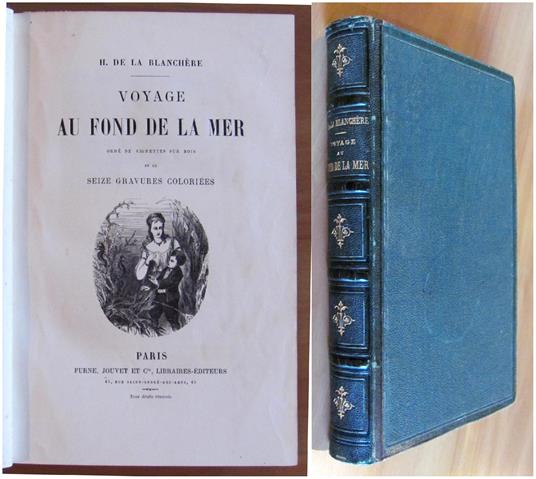 H. DE LA BLANCHÈRE
VOYAGE
AU FOND DE LA MER
ORNÉ DE VIGNETTES SUR BOIS
ET DE
SEIZE GRAVURES COLORIÉES
PARIS
FURNE, JOUVET ET Cie, LIBRAIRES-ÉDITEURS
45, RUE SAINT-ANDRÉ-DES-ARTS, 45
Tous droits réservés.
LA BLANCHÈRE
VOYAGE
AU
FOND DE LA MER